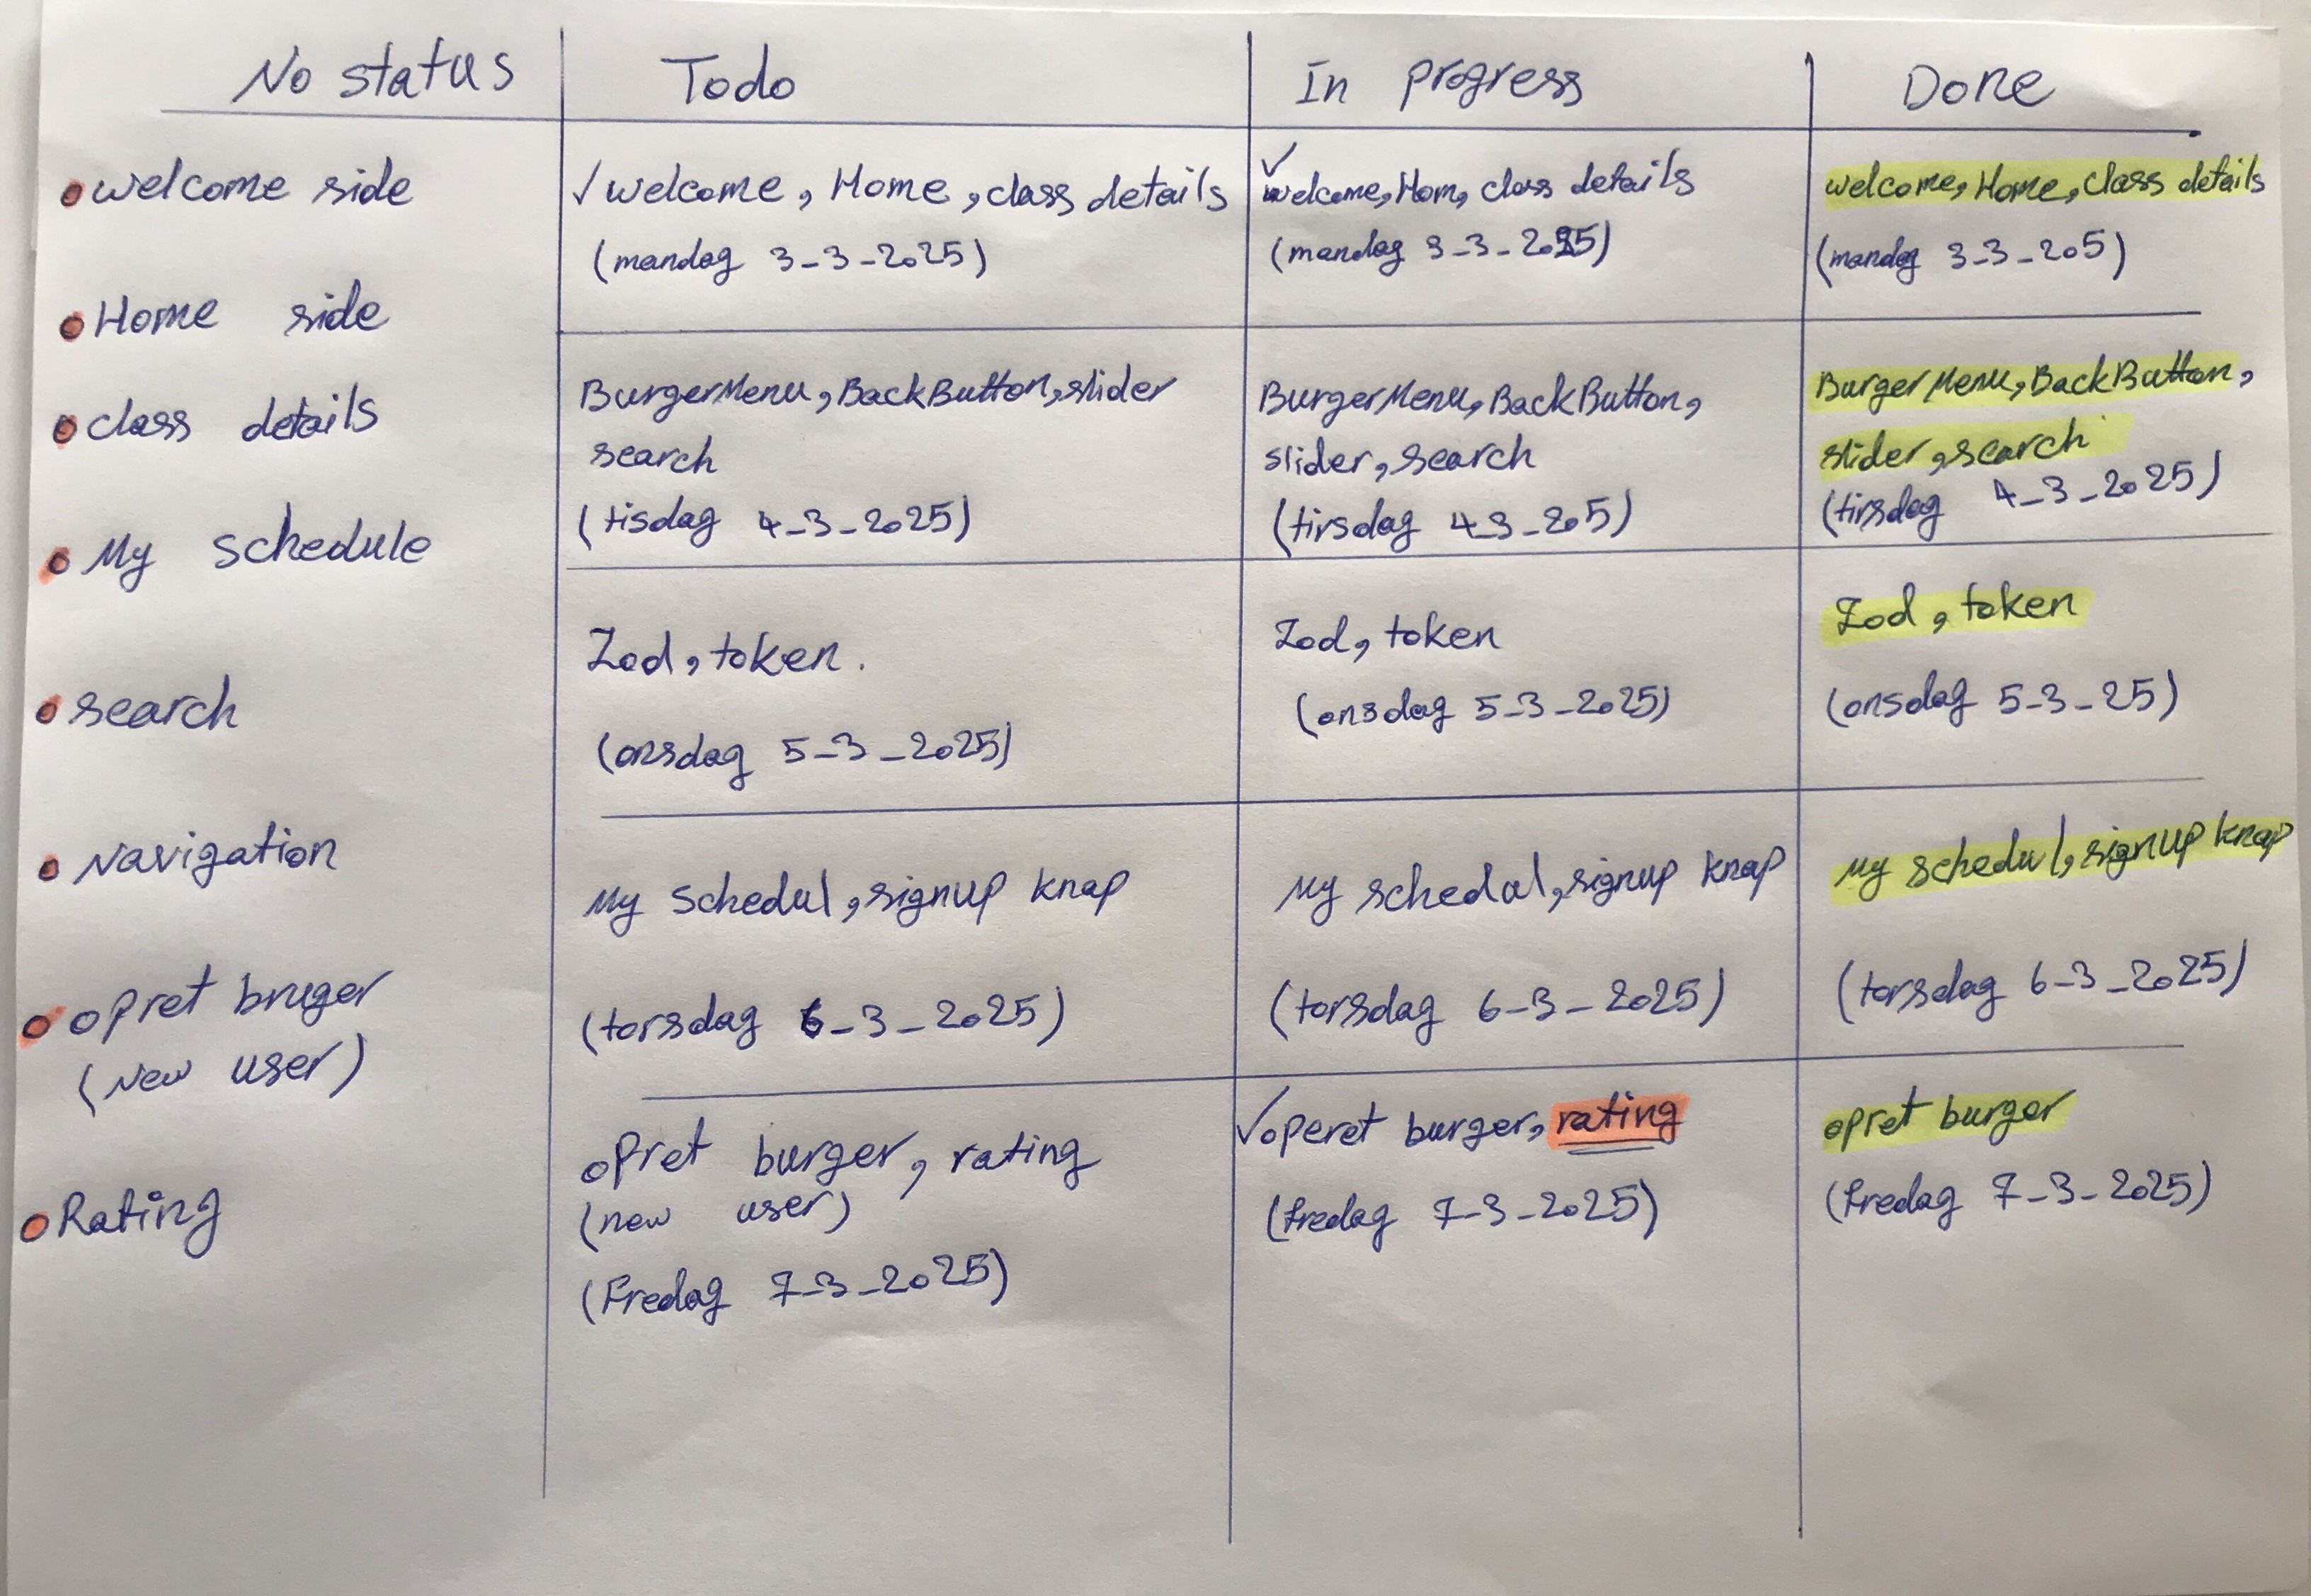 No status
Todo
In progress
Done
welcome side
Home side
class details
My schedule
search
Navigation
opret bruger
(New user)
Rating
✓ welcome, Home, class details
(mandag 3-3-2025)
✓
welcome, Hom, class details
(mandag 3-3-2025)
welcome, Home, class details
(mandag 3-3-205)
BurgerMenu, BackButton, slider
search
(tisdag 4-3-2025)
BurgerMenu, BackButton,
slider, search
(tirsdag 4-3-205)
BurgerMenu, BackButton,
slider, search
(tirsdag 4-3-2025)
Zod, token.
(onsdag 5-3-2025)
Zod, token
(onsdag 5-3-2025)
Zod, token
(onsdag 5-3-25)
My schedul, signup knap
(torsdag 6-3-2025)
My schedul, signup knap
(torsdag 6-3-2025)
My schedul, signup knap
(torsdag 6-3-2025)
opret burger, rating
(new user)
(Fredag 7-3-2025)
✓ operet burger, rating
(fredag 7-3-2025)
opret burger
(fredag 7-3-2025)